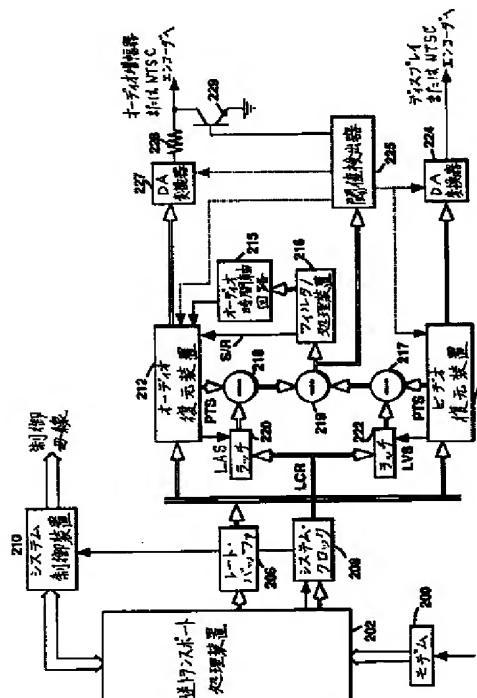 オーディオ増幅器
または NTSC
エンコーダへ
ディスプレイ
または NTSC
エンコーダへ
228
229
227
DA
変換器
225
閾値検出器
224
DA
変換器
215
オーディオ
時間軸
回路
216
フィルタ/
処理装置
S/R
212
オーディオ
復元装置
PTS
218
219
217
PTS
ビデオ
復元装置
LAS
220
ラッチ
222
ラッチ
LVS
LCR
制御
母線
210
システム
制御装置
レート・
バッファ
206
システム・
クロック
208
逆トランスポート
処理装置
202
200
モデム